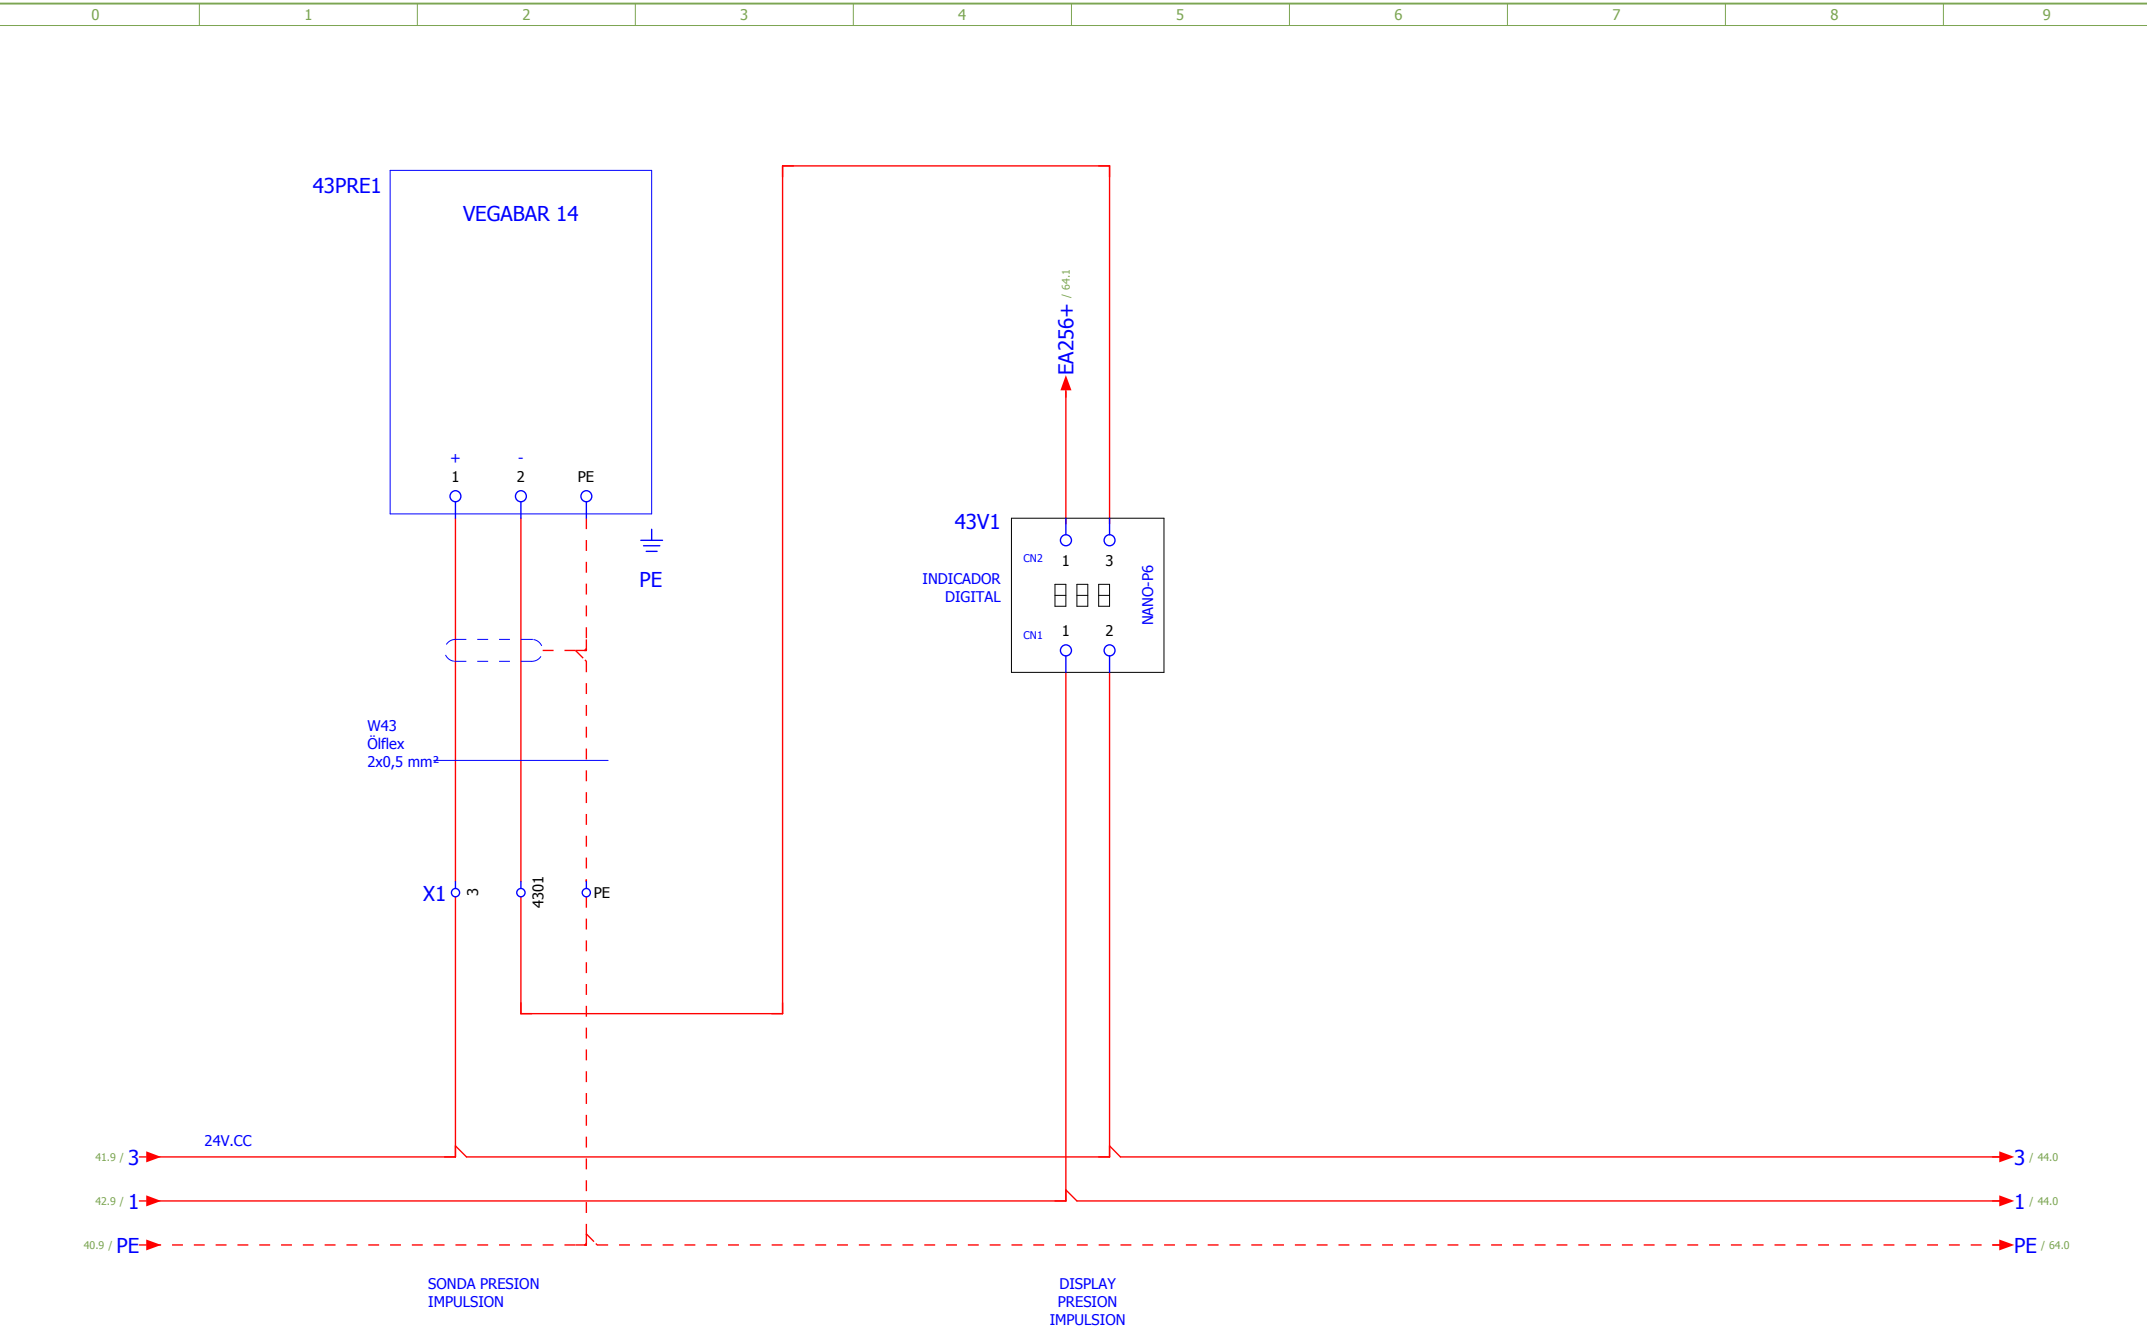 0 1 2 3 4 5 6 7 8 9
43PRE1
VEGABAR 14
+ -
1 2 PE
PE
EA256+ / 64.1
43V1
INDICADOR
DIGITAL
CN2 1 3
NANO-P6
CN1 1 2
W43
Ölflex
2x0,5 mm²
X1 3 4301 PE
24V.CC
41.9 / 3
3 / 44.0
42.9 / 1
1 / 44.0
40.9 / PE
PE / 64.0
SONDA PRESION
IMPULSION
DISPLAY
PRESION
IMPULSION